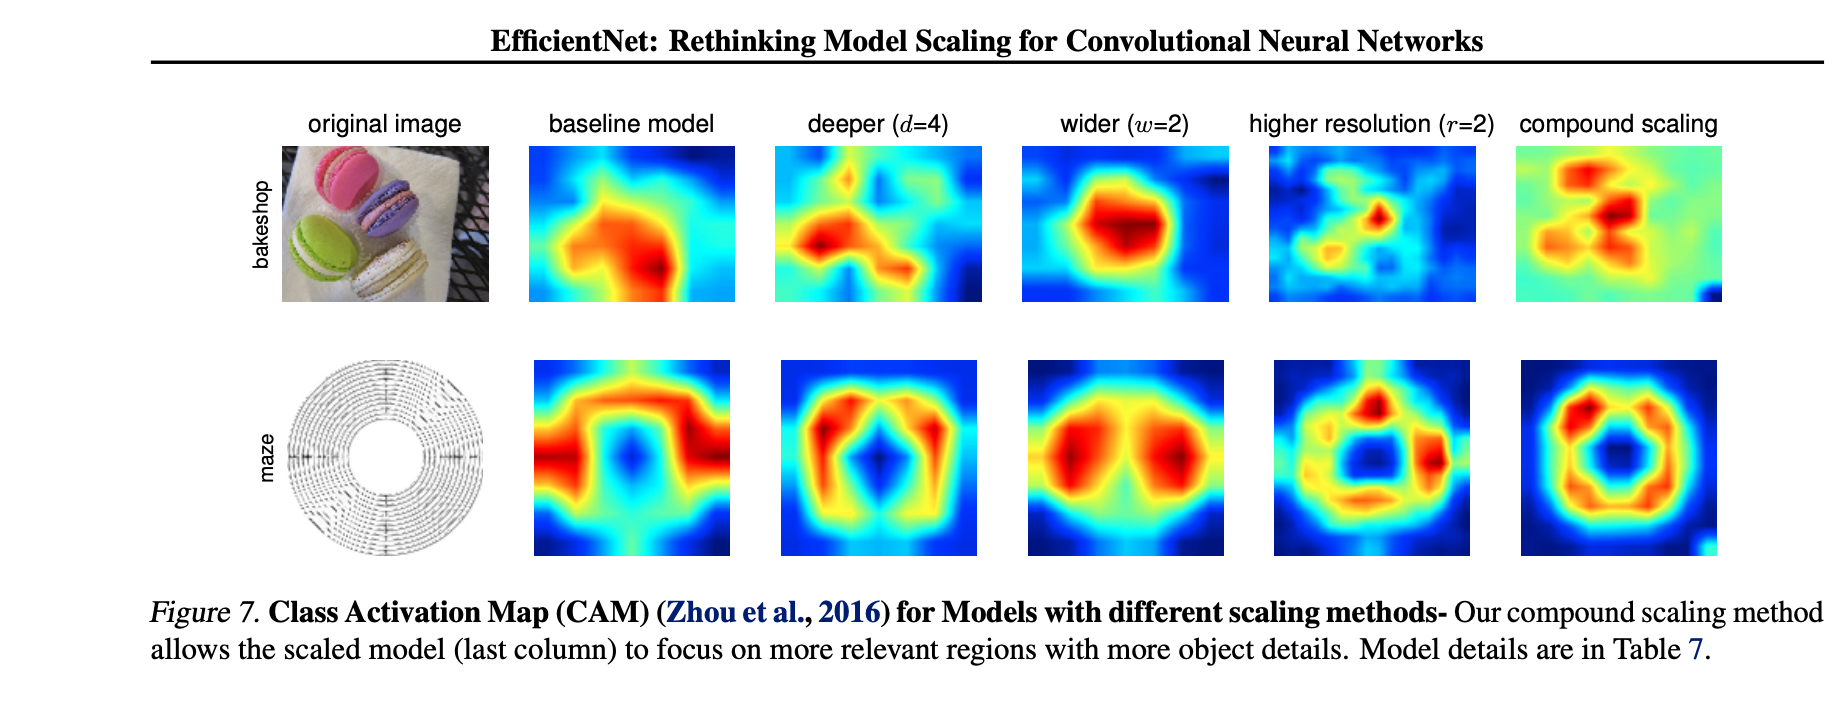 EfficientNet: Rethinking Model Scaling for Convolutional Neural Networks
original image baseline model deeper (d=4) wider (w=2) higher resolution (r=2) compound scaling
bakeshop
maze
Figure 7. Class Activation Map (CAM) (Zhou et al., 2016) for Models with different scaling methods- Our compound scaling method
allows the scaled model (last column) to focus on more relevant regions with more object details. Model details are in Table 7.